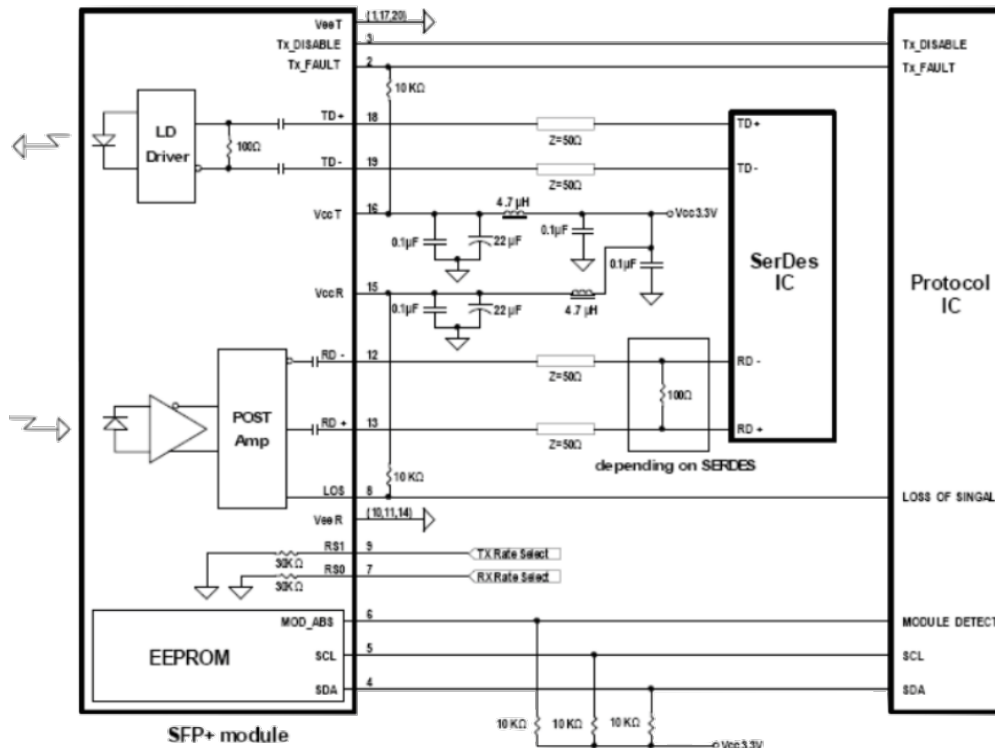 VeeT
(1,17,20)
Tx_DISABLE
3
Tx_DISABLE
Tx_FAULT
2
Tx_FAULT
10 KΩ
LD
Driver
100Ω
TD+
18
Z=50Ω
TD+
TD-
19
Z=50Ω
TD-
VccT
16
4.7 µH
Vcc3.3V
0.1µF
22 µF
0.1µF
0.1µF
SerDes
IC
Protocol
IC
VccR
15
0.1µF
22 µF
4.7 µH
RD -
12
Z=50Ω
RD -
100Ω
POST
Amp
RD +
13
Z=50Ω
RD +
depending on SERDES
10 KΩ
LOS
8
LOSS OF SINGAL
VeeR
(10,11,14)
RS1
9
TX Rate Select
30KΩ
RS0
7
RX Rate Select
30KΩ
MOD_ABS
6
MODULE DETECT
EEPROM
SCL
5
SCL
SDA
4
SDA
10 KΩ
10 KΩ
10 KΩ
Vcc3.3V
SFP+ module